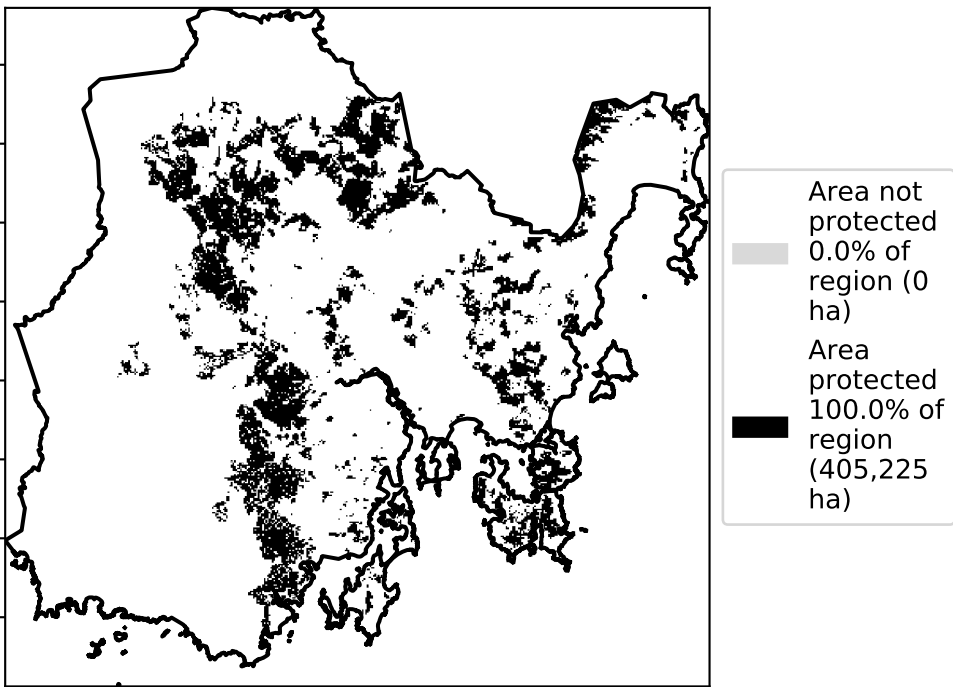 Area not
protected
0.0% of
region (0
ha)
Area
protected
100.0% of
region
(405,225
ha)